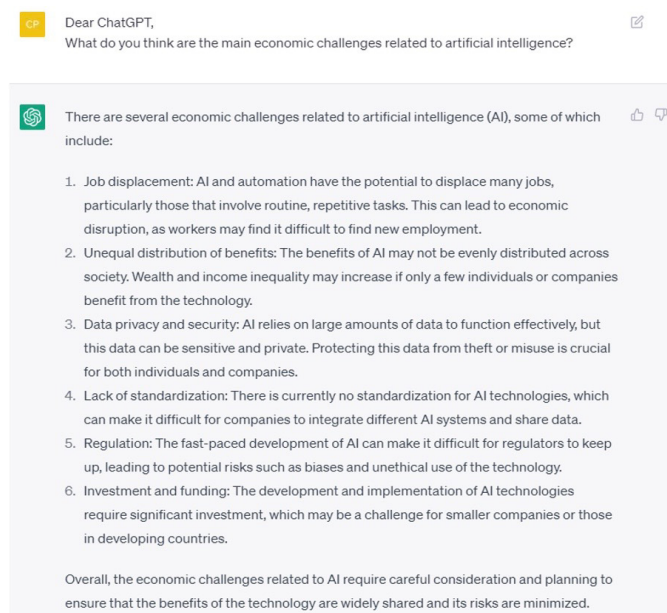 CP
Dear ChatGPT,
What do you think are the main economic challenges related to artificial intelligence?
There are several economic challenges related to artificial intelligence (AI), some of which
include:
1. Job displacement: AI and automation have the potential to displace many jobs,
particularly those that involve routine, repetitive tasks. This can lead to economic
disruption, as workers may find it difficult to find new employment.
2. Unequal distribution of benefits: The benefits of AI may not be evenly distributed across
society. Wealth and income inequality may increase if only a few individuals or companies
benefit from the technology.
3. Data privacy and security: AI relies on large amounts of data to function effectively, but
this data can be sensitive and private. Protecting this data from theft or misuse is crucial
for both individuals and companies.
4. Lack of standardization: There is currently no standardization for AI technologies, which
can make it difficult for companies to integrate different AI systems and share data.
5. Regulation: The fast-paced development of AI can make it difficult for regulators to keep
up, leading to potential risks such as biases and unethical use of the technology.
6. Investment and funding: The development and implementation of AI technologies
require significant investment, which may be a challenge for smaller companies or those
in developing countries.
Overall, the economic challenges related to AI require careful consideration and planning to
ensure that the benefits of the technology are widely shared and its risks are minimized.